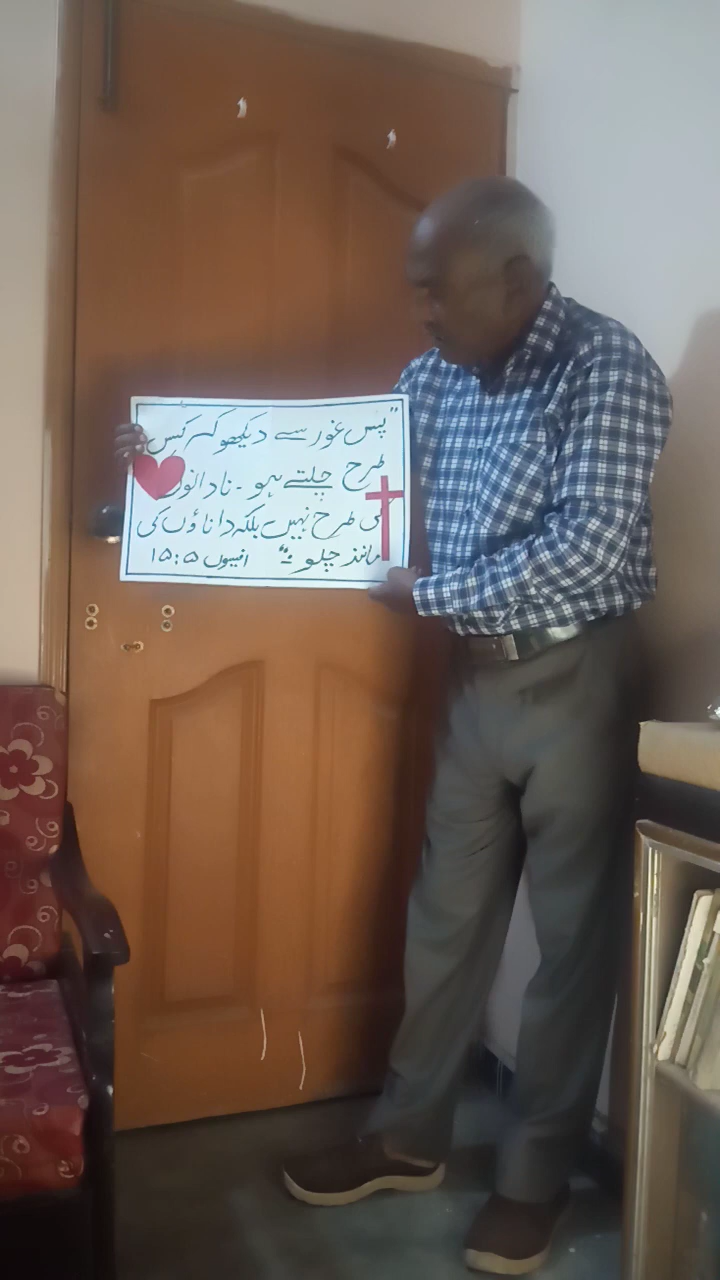 "پس غور سے دیکھو کہ کس
طرح چلتے ہو۔ نادانوں
کی طرح نہیں بلکہ داناؤں کی
مانند چلو۔" افسیوں ۱۵:۵